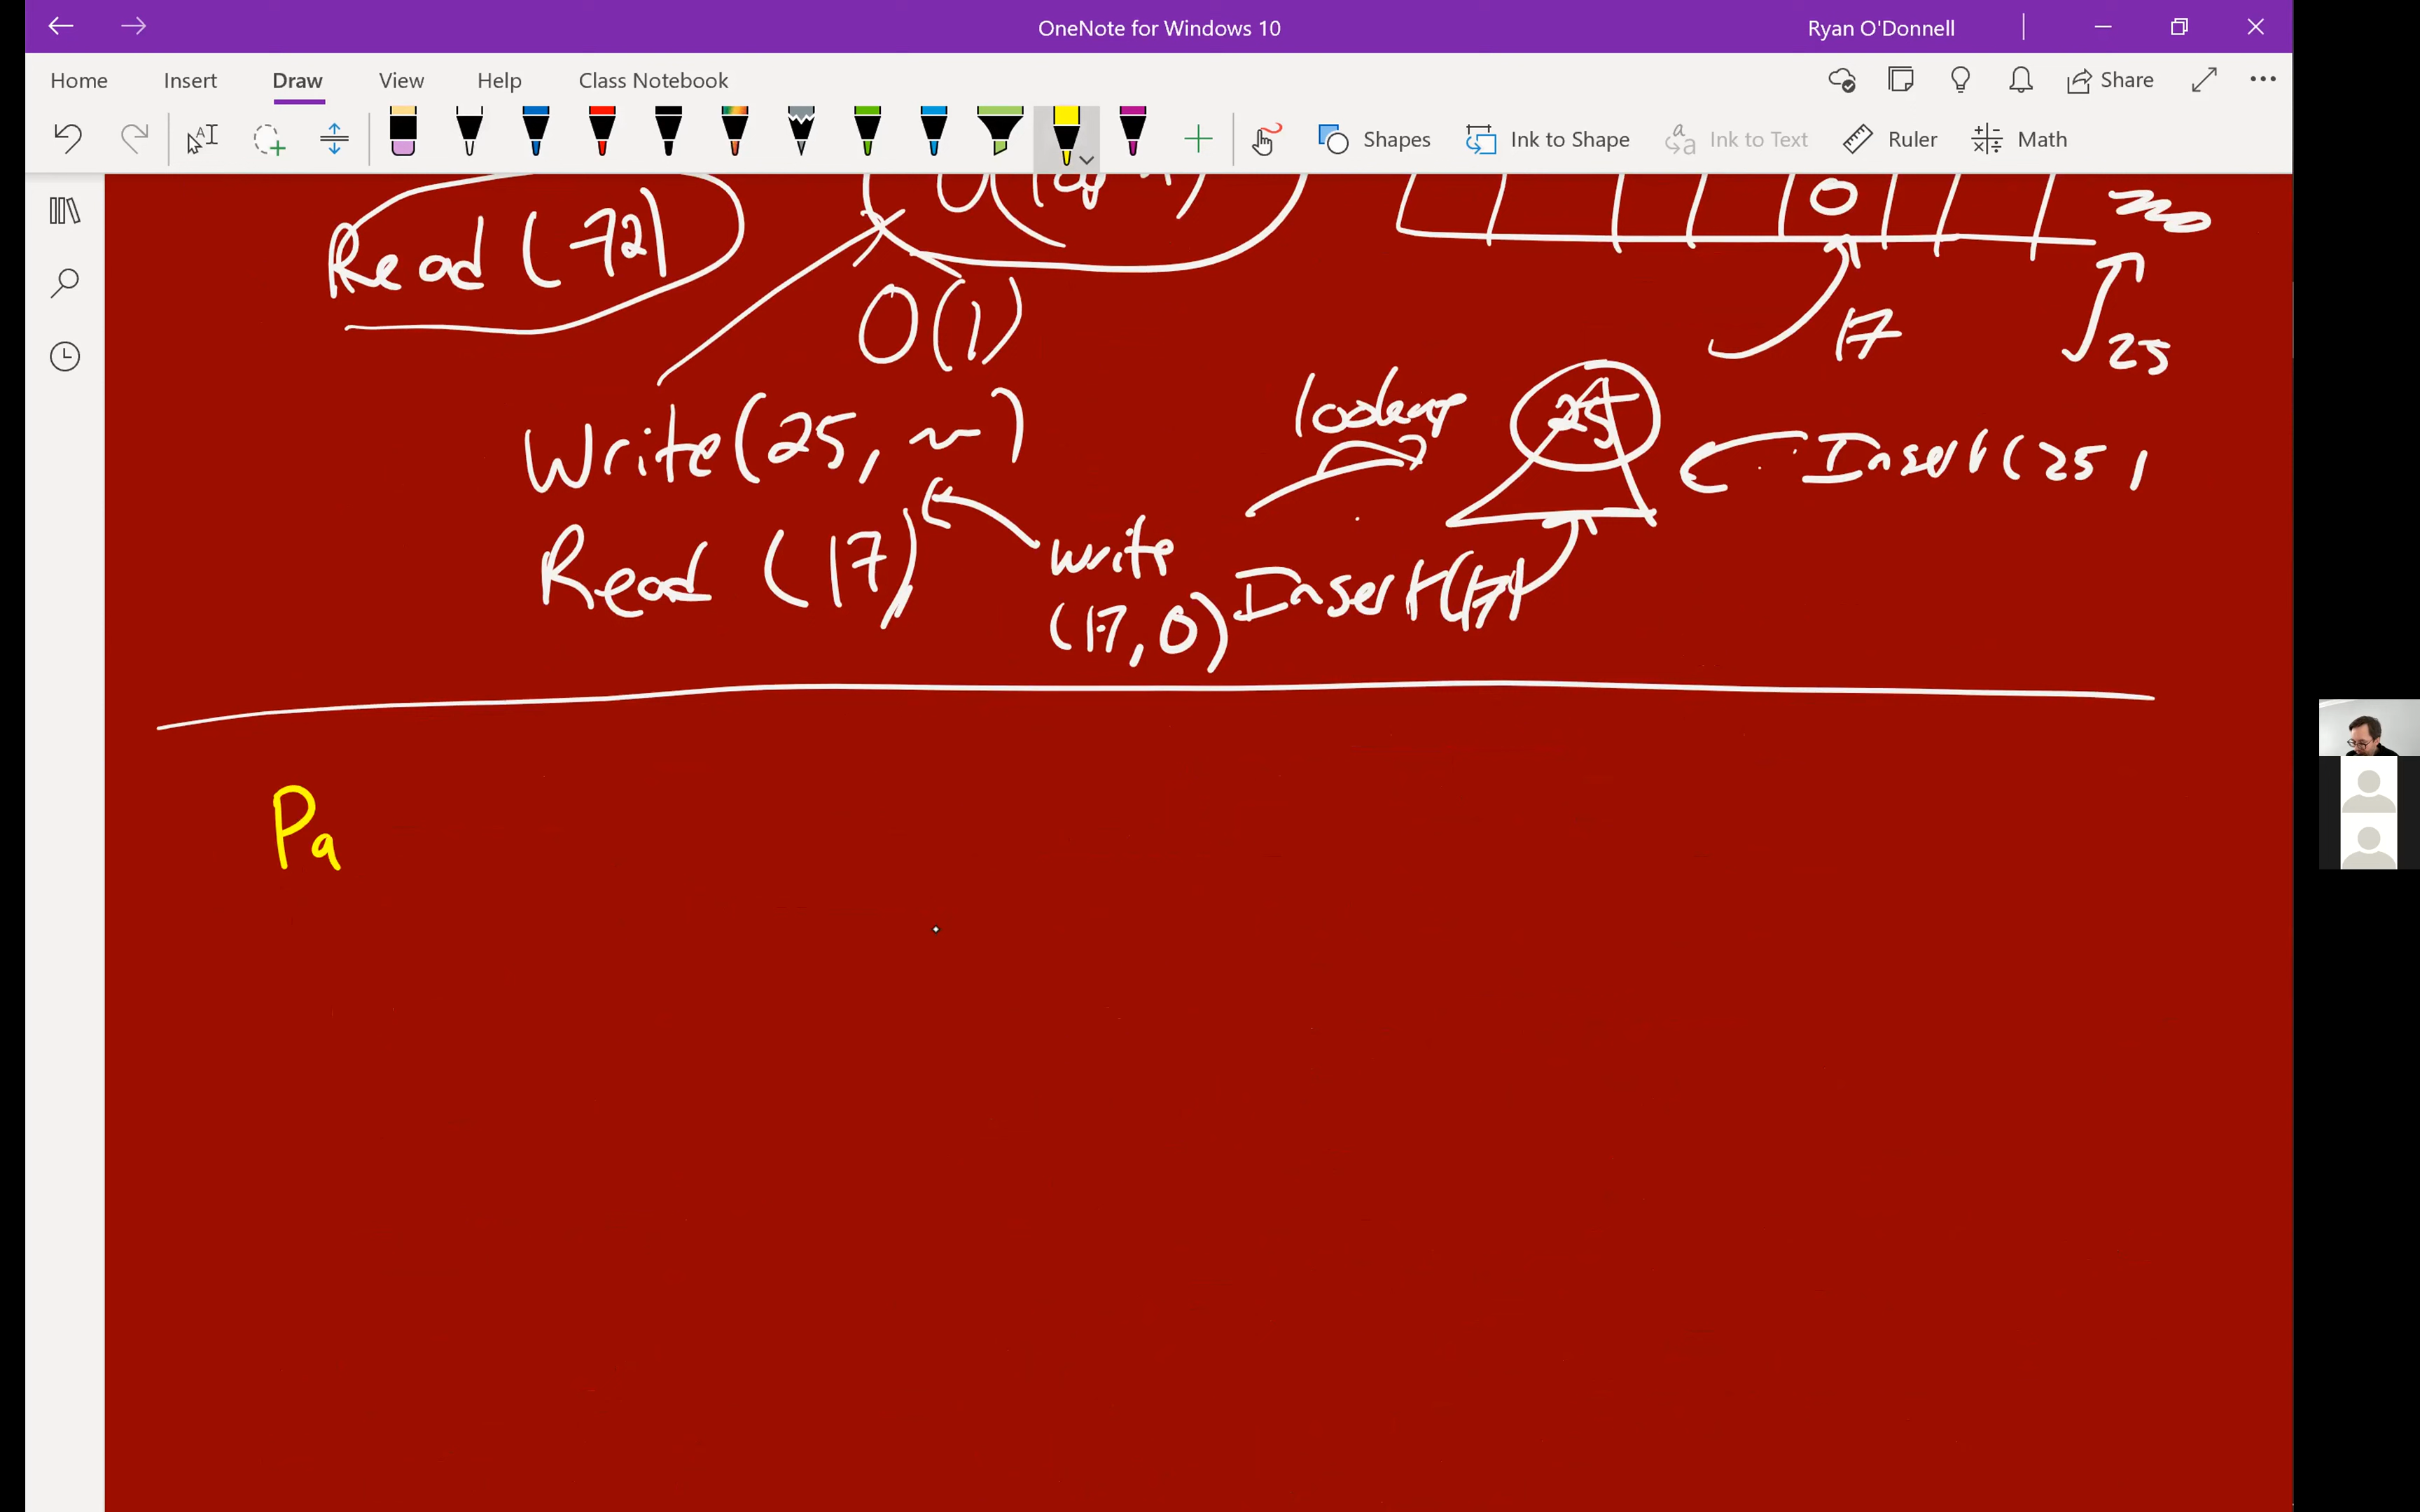 OneNote for Windows 10
Ryan O'Donnell
Home Insert Draw View Help Class Notebook
Share
Shapes Ink to Shape Ink to Text Ruler Math
Read (72)
0
O(1)
17
25
Write(25, ~)
lookup
25
Insert(25,
Read (17)
write
(17, 0)
Insert(17)
Pa